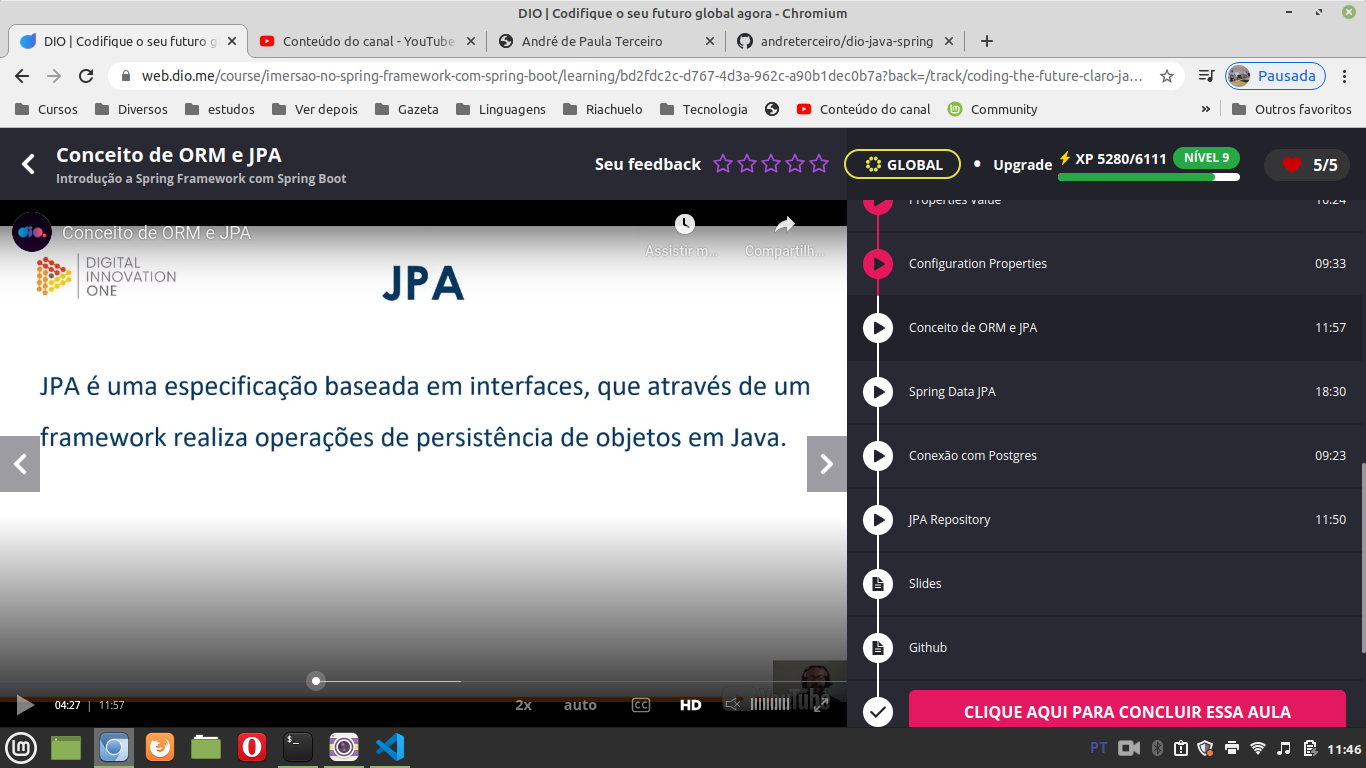 DIO | Codifique o seu futuro global agora - Chromium
DIO | Codifique o seu futuro g
Conteúdo do canal - YouTube
André de Paula Terceiro
andreterceiro/dio-java-spring
web.dio.me/course/imersao-no-spring-framework-com-spring-boot/learning/bd2fdc2c-d767-4d3a-962c-a90b1dec0b7a?back=/track/coding-the-future-claro-ja...
Pausada
Cursos
Diversos
estudos
Ver depois
Gazeta
Linguagens
Riachuelo
Tecnologia
Conteúdo do canal
Community
»
Outros favoritos
Conceito de ORM e JPA
Introdução a Spring Framework com Spring Boot
Seu feedback
GLOBAL
• Upgrade
XP 5280/6111
NÍVEL 9
5/5
dio.
Conceito de ORM e JPA
Assistir m...
Compartilh...
DIGITAL
INNOVATION
ONE
JPA
JPA é uma especificação baseada em interfaces, que através de um
framework realiza operações de persistência de objetos em Java.
04:27 | 11:57
2x
auto
CC
HD
YouTube
Properties Value 16:24
Configuration Properties 09:33
Conceito de ORM e JPA 11:57
Spring Data JPA 18:30
Conexão com Postgres 09:23
JPA Repository 11:50
Slides
Github
CLIQUE AQUI PARA CONCLUIR ESSA AULA
PT
11:46